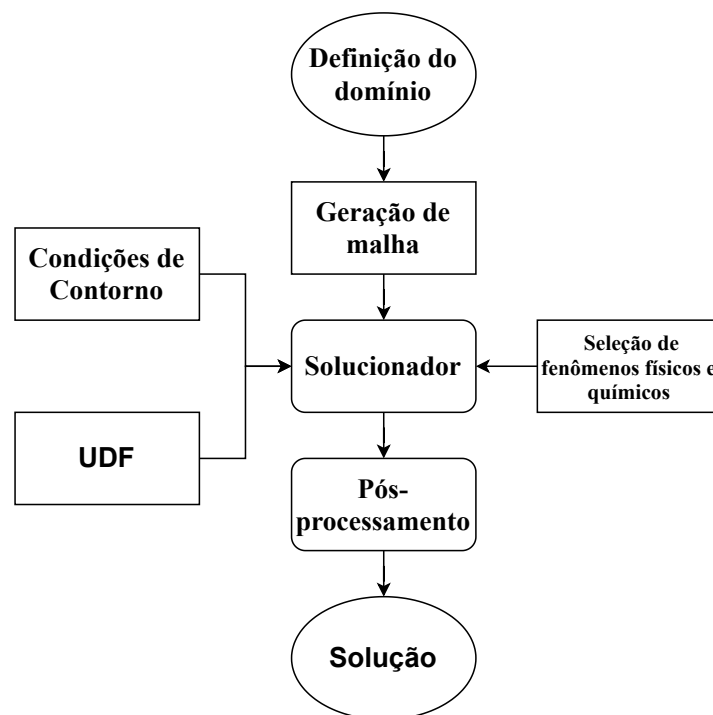 Definição do
domínio
Geração de
malha
Condições de
Contorno
Solucionador
Seleção de
fenômenos físicos e
químicos
UDF
Pós-
processamento
Solução